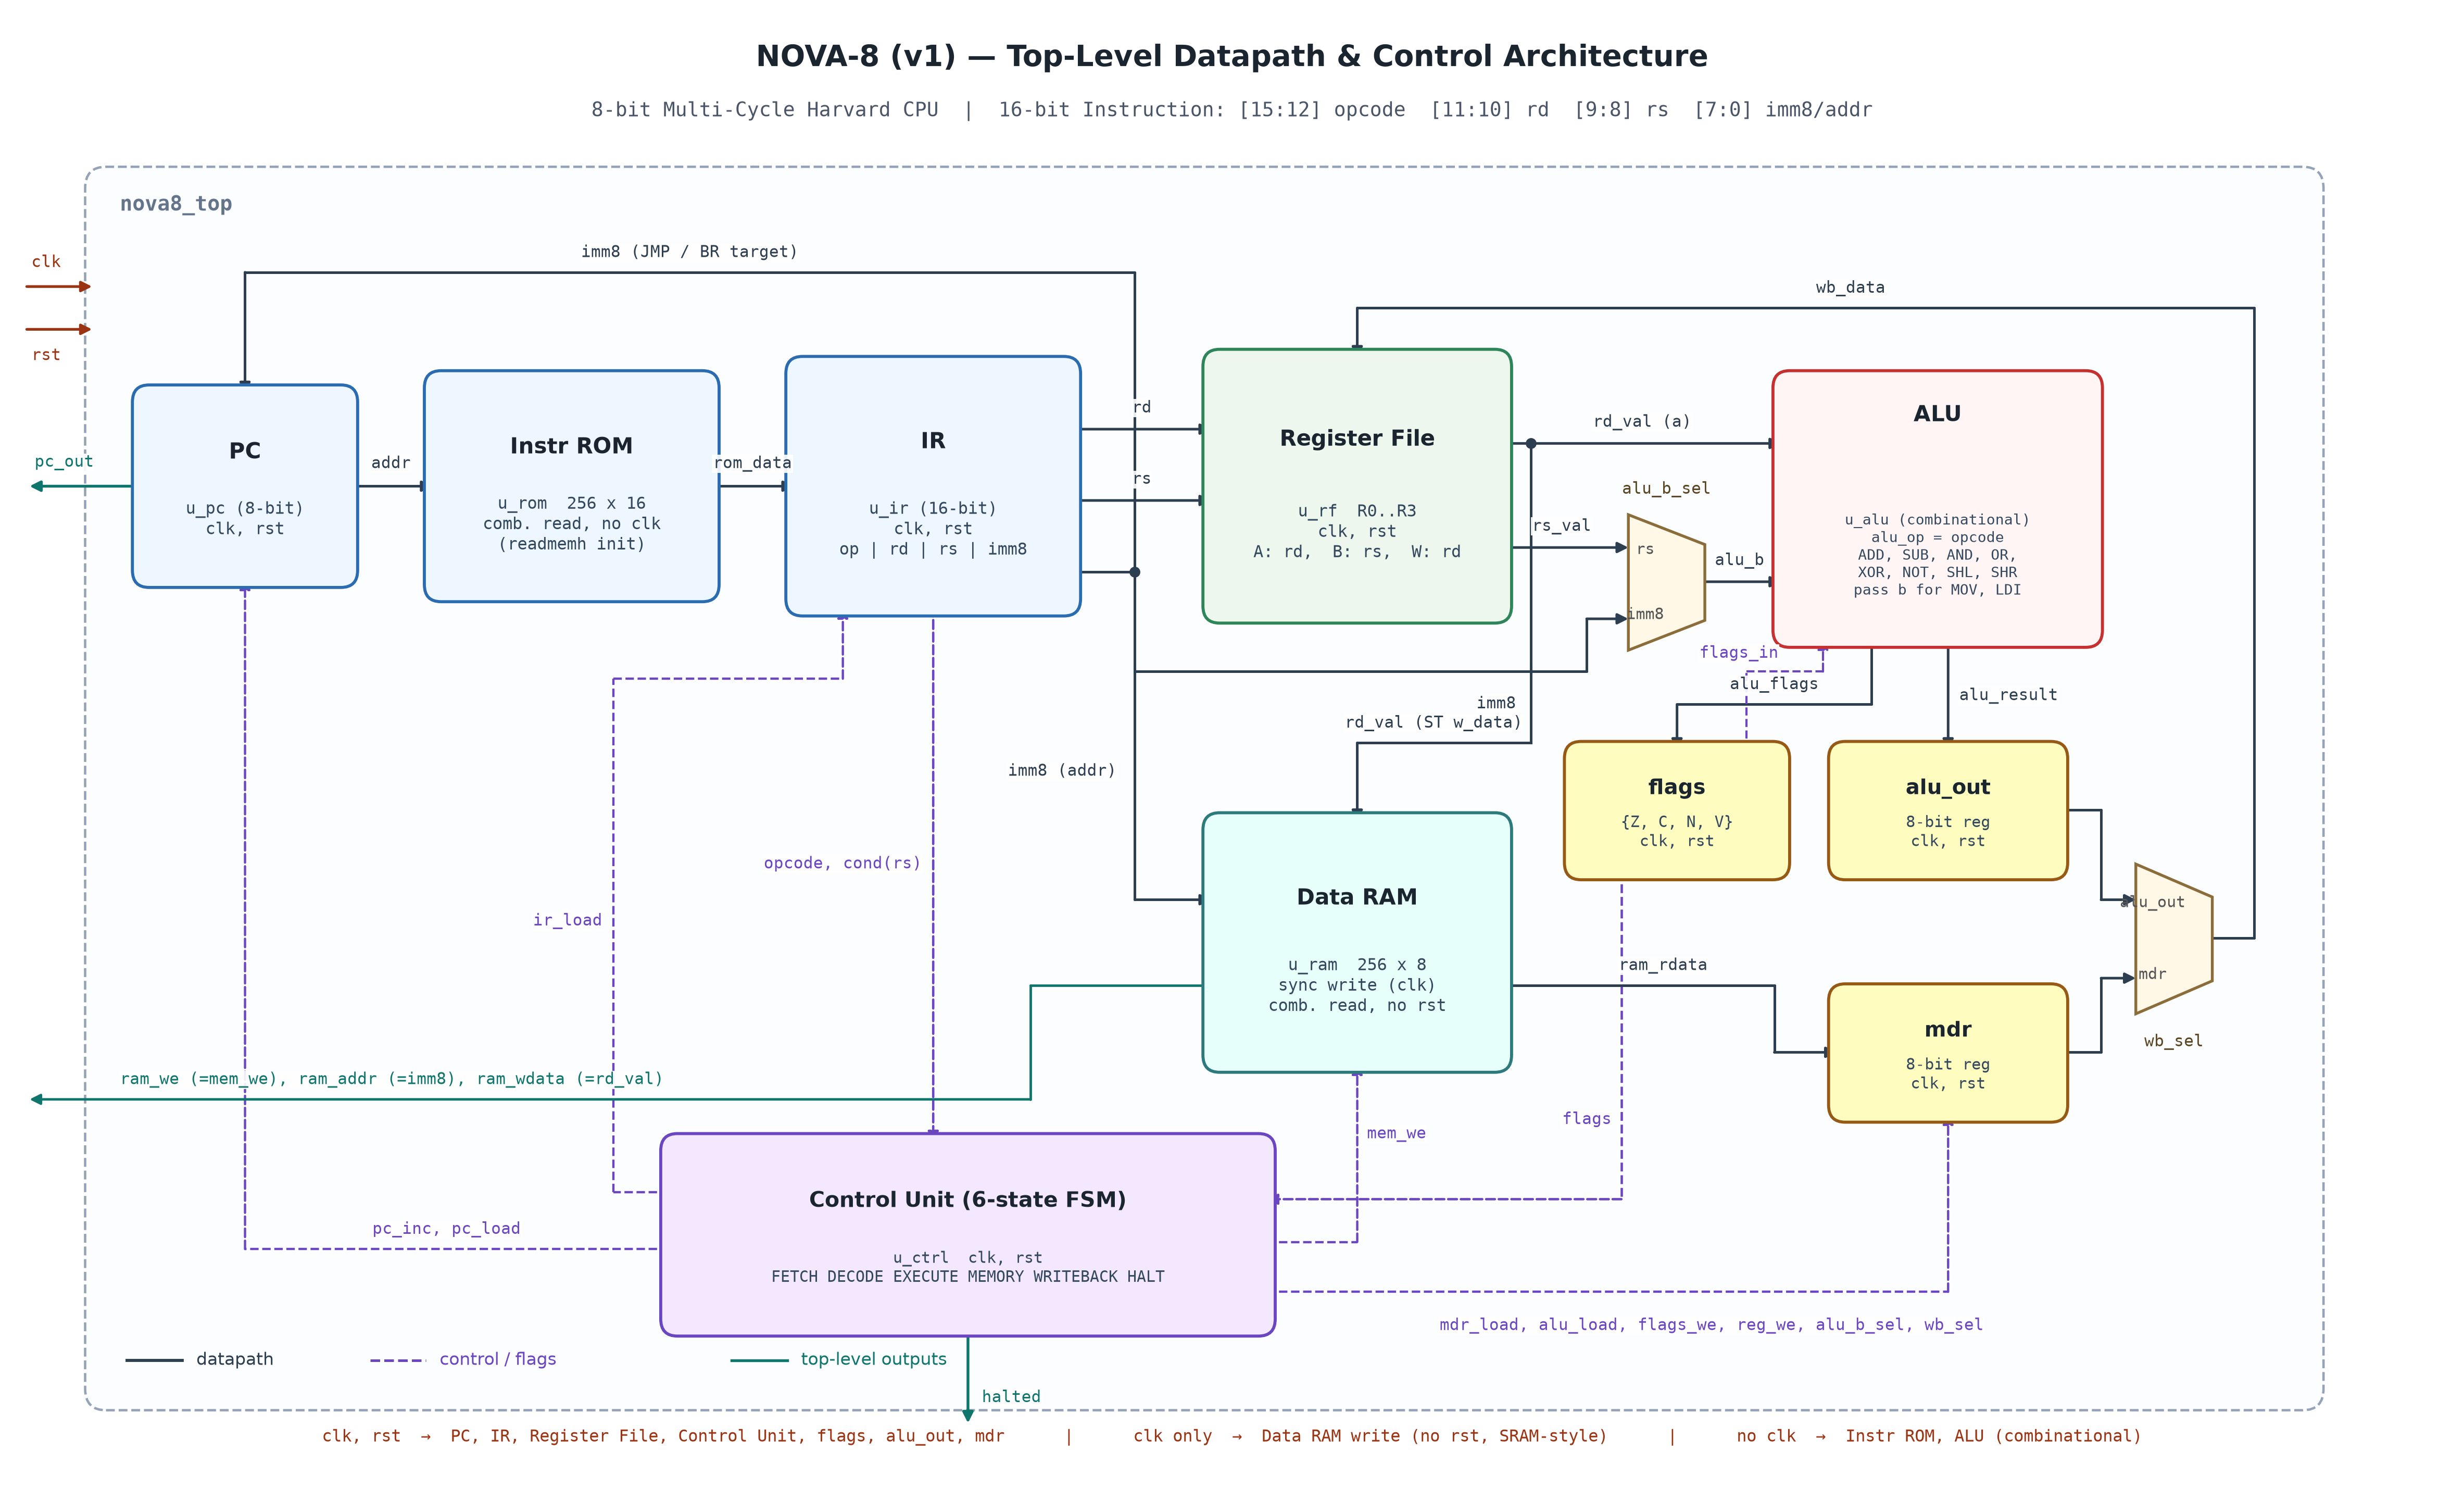 NOVA-8 (v1) — Top-Level Datapath & Control Architecture
8-bit Multi-Cycle Harvard CPU | 16-bit Instruction: [15:12] opcode [11:10] rd [9:8] rs [7:0] imm8/addr
nova8_top
clk
rst
imm8 (JMP / BR target)
wb_data
pc_out
PC
u_pc (8-bit)
clk, rst
addr
Instr ROM
u_rom 256 x 16
comb. read, no clk
(readmemh init)
rom_data
IR
u_ir (16-bit)
clk, rst
op | rd | rs | imm8
rd
rs
Register File
u_rf R0..R3
clk, rst
A: rd, B: rs, W: rd
rd_val (a)
rs_val
alu_b_sel
rs
imm8
alu_b
ALU
u_alu (combinational)
alu_op = opcode
ADD, SUB, AND, OR,
XOR, NOT, SHL, SHR
pass b for MOV, LDI
flags_in
alu_flags
alu_result
imm8
rd_val (ST w_data)
imm8 (addr)
flags
{Z, C, N, V}
clk, rst
alu_out
8-bit reg
clk, rst
opcode, cond(rs)
ir_load
Data RAM
u_ram 256 x 8
sync write (clk)
comb. read, no rst
ram_rdata
alu_out
mdr
wb_sel
mdr
8-bit reg
clk, rst
ram_we (=mem_we), ram_addr (=imm8), ram_wdata (=rd_val)
mem_we
flags
Control Unit (6-state FSM)
u_ctrl clk, rst
FETCH DECODE EXECUTE MEMORY WRITEBACK HALT
pc_inc, pc_load
mdr_load, alu_load, flags_we, reg_we, alu_b_sel, wb_sel
datapath
control / flags
top-level outputs
halted
clk, rst → PC, IR, Register File, Control Unit, flags, alu_out, mdr | clk only → Data RAM write (no rst, SRAM-style) | no clk → Instr ROM, ALU (combinational)